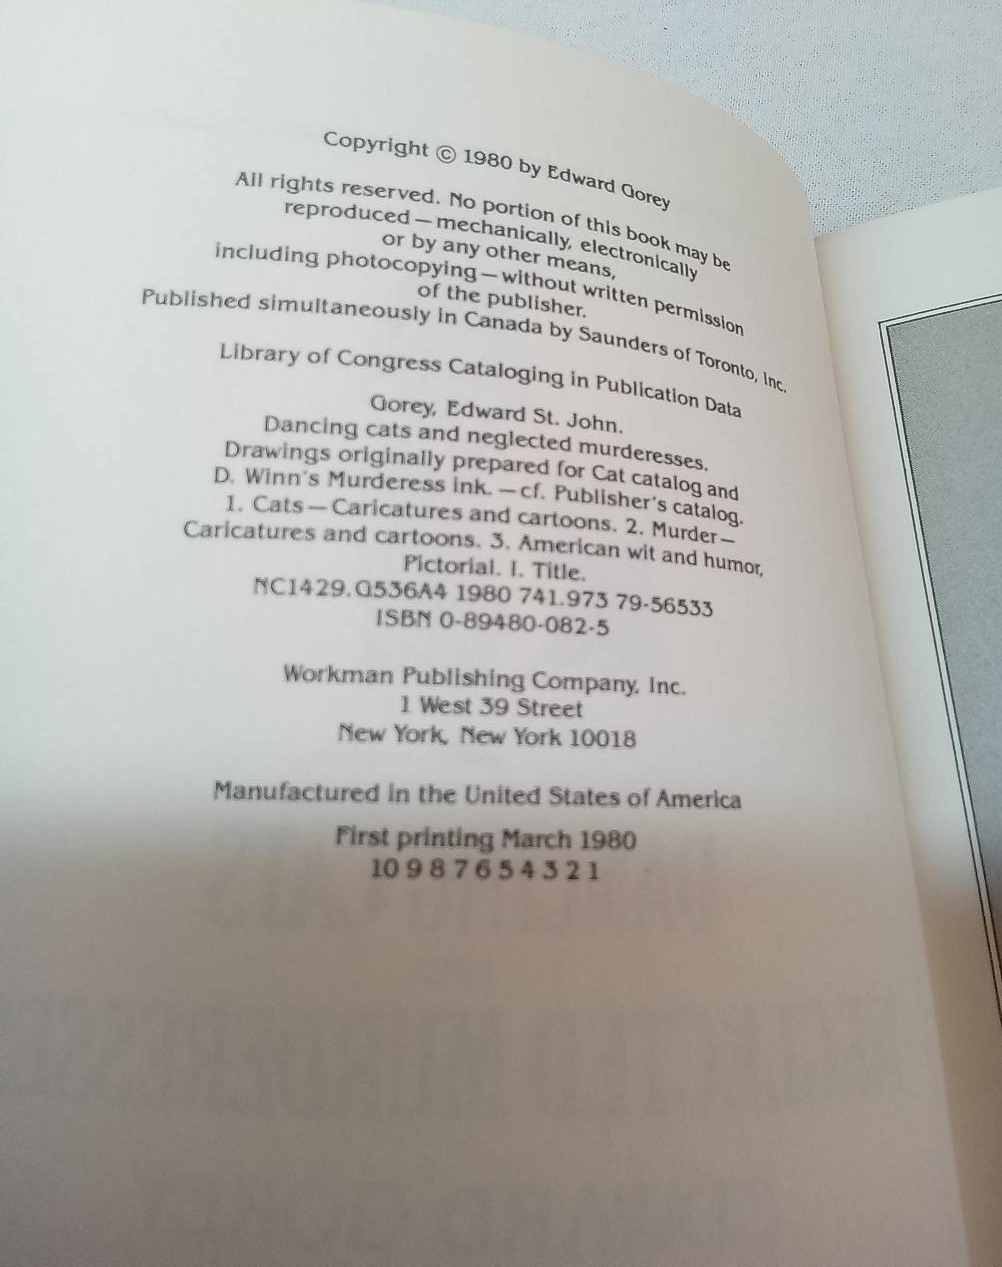 Copyright © 1980 by Edward Gorey
All rights reserved. No portion of this book may be
reproduced — mechanically, electronically
or by any other means,
including photocopying — without written permission
of the publisher.
Published simultaneously in Canada by Saunders of Toronto, Inc.
Library of Congress Cataloging in Publication Data
Gorey, Edward St. John.
Dancing cats and neglected murderesses.
Drawings originally prepared for Cat catalog and
D. Winn's Murderess ink. — cf. Publisher's catalog.
1. Cats — Caricatures and cartoons. 2. Murder —
Caricatures and cartoons. 3. American wit and humor,
Pictorial. I. Title.
NC1429.G536A4 1980 741.973 79-56533
ISBN 0-89480-082-5
Workman Publishing Company, Inc.
1 West 39 Street
New York, New York 10018
Manufactured in the United States of America
First printing March 1980
10 9 8 7 6 5 4 3 2 1